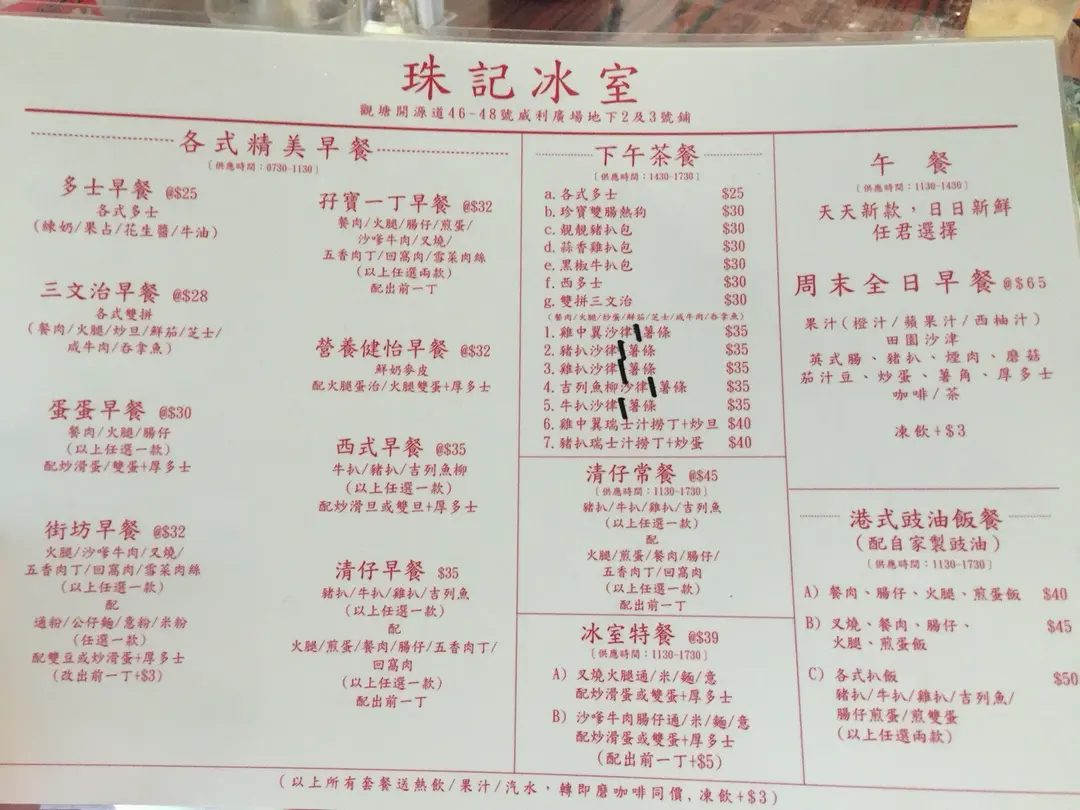 珠記冰室
觀塘開源道46-48號威利廣場地下2及3號鋪
各式精美早餐
(供應時間:0730-1130)
多士早餐 @$25
各式多士
(練奶/果占/花生醬/牛油)
三文治早餐 @$28
各式雙拼
(餐肉/火腿/炒旦/鮮茄/芝士/
咸牛肉/吞拿魚)
蛋蛋早餐 @$30
餐肉/火腿/腸仔
(以上任選一款)
配炒滑蛋/雙蛋+厚多士
街坊早餐 @$32
火腿/沙嗲牛肉/叉燒/
五香肉丁/回窩肉/雪菜肉絲
(以上任選一款)
配
通粉/公仔麵/意粉/米粉
(任選一款)
配雙豆或炒滑蛋+厚多士
(改出前一丁+$3)
孖寶一丁早餐 @$32
餐肉/火腿/腸仔/煎蛋/
沙嗲牛肉/叉燒/
五香肉丁/回窩肉/雪菜肉絲
(以上任選兩款)
配出前一丁
營養健怡早餐 @$32
鮮奶麥皮
配火腿蛋治/火腿雙蛋+厚多士
西式早餐 @$35
牛扒/豬扒/吉列魚柳
(以上任選一款)
配炒滑旦或雙旦+厚多士
清仔早餐 $35
豬扒/牛扒/雞扒/吉列魚
(以上任選一款)
配
火腿/煎蛋/餐肉/腸仔/五香肉丁/
回窩肉
(以上任選一款)
配出前一丁
下午茶餐
(供應時間:1430-1730)
a. 各式多士 $25
b. 珍寶雙腸熱狗 $30
c. 靚靚豬扒包 $30
d. 蒜香雞扒包 $30
e. 黑椒牛扒包 $30
f. 西多士 $30
g. 雙拼三文治 $30
(餐肉/火腿/炒蛋/鮮茄/芝士/咸牛肉/吞拿魚)
1. 雞中翼沙律/薯條 $35
2. 豬扒沙律/薯條 $35
3. 雞扒沙律/薯條 $35
4. 吉列魚柳沙律/薯條 $35
5. 牛扒沙律/薯條 $35
6. 雞中翼瑞士汁撈丁+炒旦 $40
7. 豬扒瑞士汁撈丁+炒蛋 $40
清仔常餐 @$45
(供應時間:1130-1730)
豬扒/牛扒/雞扒/吉列魚
(以上任選一款)
配
火腿/煎蛋/餐肉/腸仔/
五香肉丁/回窩肉
(以上任選一款)
配出前一丁
冰室特餐 @$39
(供應時間:1130-1730)
A) 叉燒火腿通/米/麵/意
配炒滑蛋或雙蛋+厚多士
B) 沙嗲牛肉腸仔通/米/麵/意
配炒滑蛋或雙蛋+厚多士
(配出前一丁+$5)
午餐
(供應時間:1130-1430)
天天新款,日日新鮮
任君選擇
周末全日早餐@$65
果汁(橙汁/蘋果汁/西柚汁)
田園沙津
英式腸、豬扒、煙肉、磨菇
茄汁豆、炒蛋、薯角、厚多士
咖啡/茶
凍飲+$3
港式豉油飯餐
(配自家製豉油)
(供應時間:1130-1730)
A) 餐肉、腸仔、火腿、煎蛋飯 $40
B) 叉燒、餐肉、腸仔、 $45
火腿、煎蛋飯
C) 各式扒飯 $50
豬扒/牛扒/雞扒/吉列魚/
腸仔煎蛋/煎雙蛋
(以上任選兩款)
(以上所有套餐送熱飲/果汁/汽水,轉即磨咖啡同價,凍飲+$3)